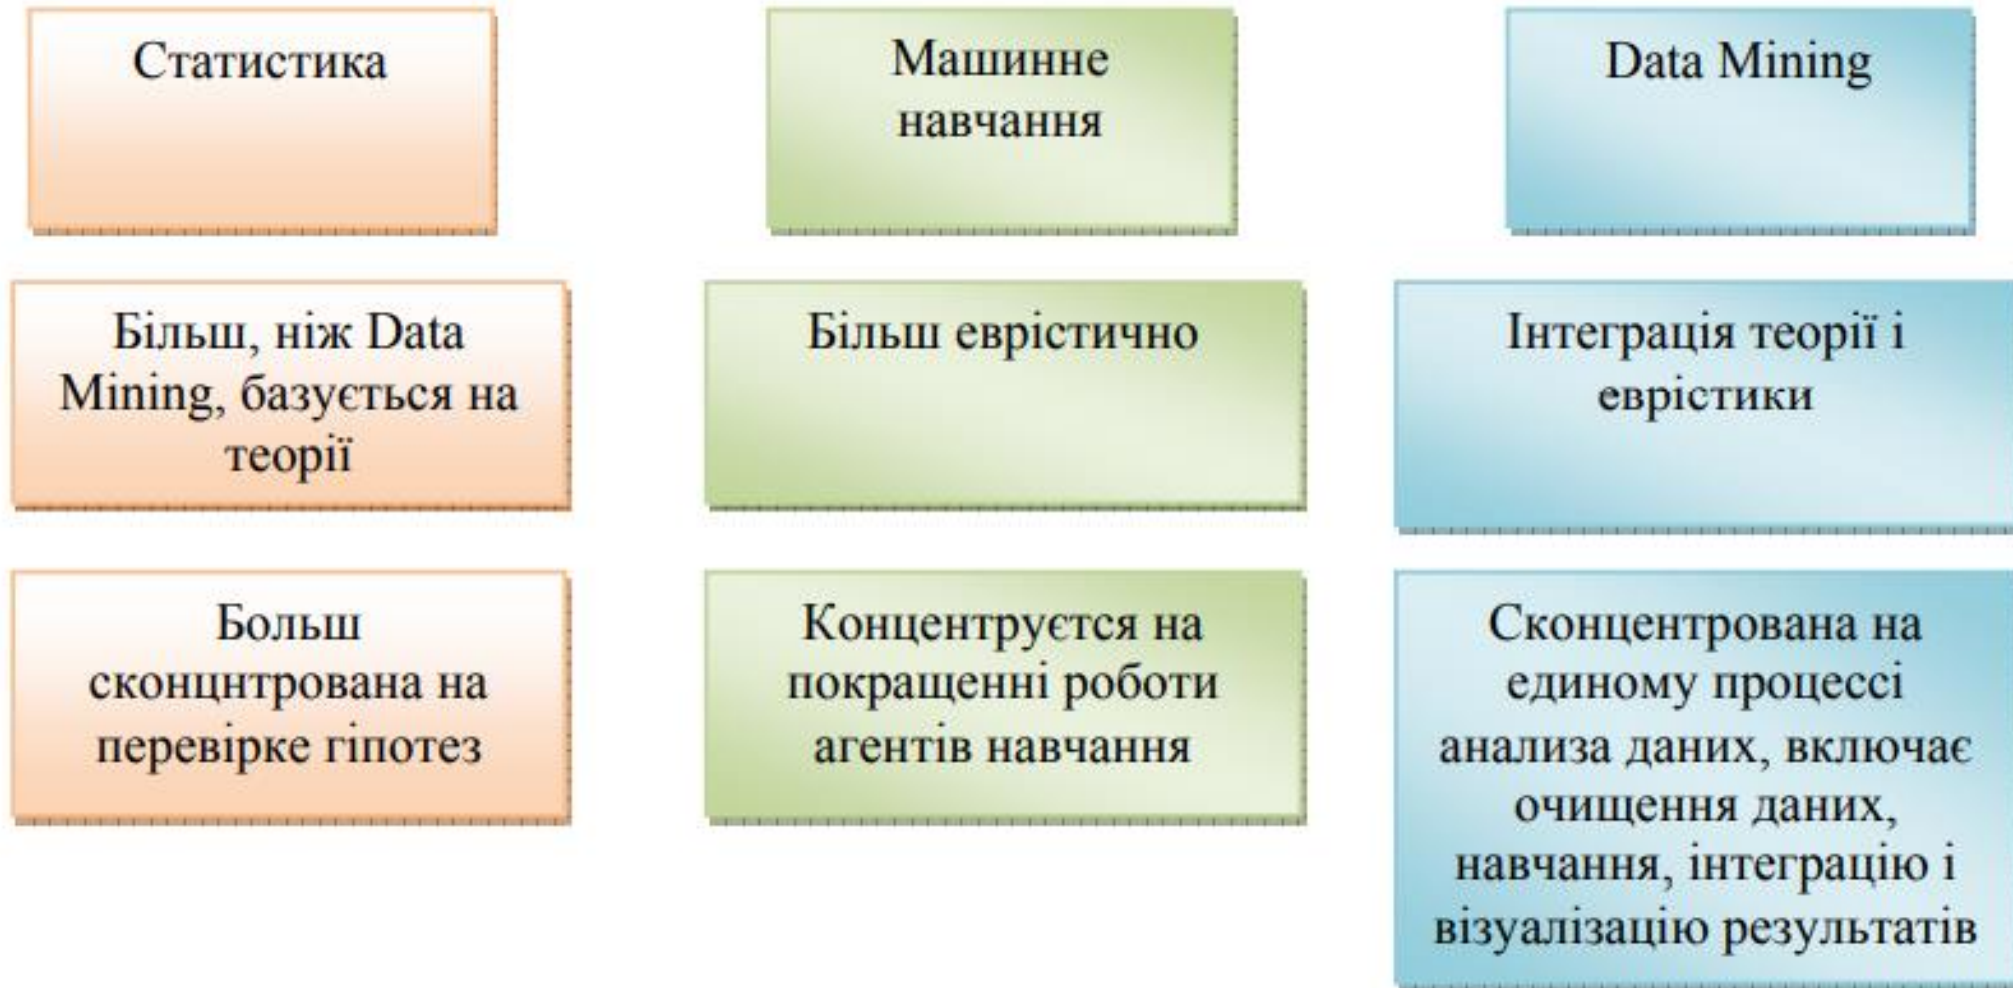 Статистика
Машинне
навчання
Data Mining
Більш, ніж Data
Mining, базується на
теорії
Більш еврістично
Інтеграція теорії і
еврістики
Больш
сконцнтрована на
перевірке гіпотез
Концентруєтся на
покращенні роботи
агентів навчання
Сконцентрована на
единому процессі
анализа даних, включає
очищення даних,
навчання, інтеграцію і
візуалізацію результатів